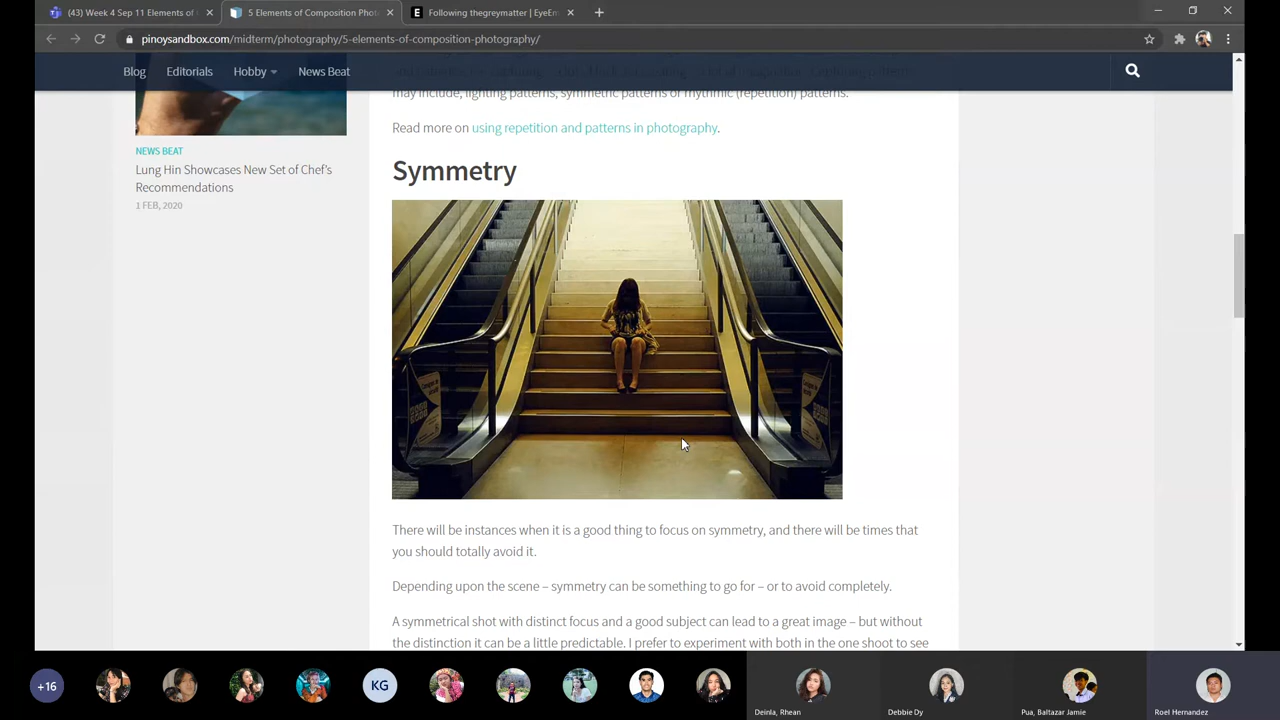 (43) Week 4 Sep 11 Elements of
5 Elements of Composition Phot
Following thegreymatter | EyeEm
pinoysandbox.com/midterm/photography/5-elements-of-composition-photography/
Blog Editorials Hobby News Beat
may include, lighting patterns, symmetric patterns or rythmic (repetition) patterns.
Read more on using repetition and patterns in photography.
NEWS BEAT
Lung Hin Showcases New Set of Chef's
Recommendations
1 FEB, 2020
Symmetry
There will be instances when it is a good thing to focus on symmetry, and there will be times that
you should totally avoid it.
Depending upon the scene – symmetry can be something to go for – or to avoid completely.
A symmetrical shot with distinct focus and a good subject can lead to a great image – but without
the distinction it can be a little predictable. I prefer to experiment with both in the one shoot to see
+16
KG
Deinla, Rhean
Debbie Dy
Pua, Baltazar Jamie
Roel Hernandez